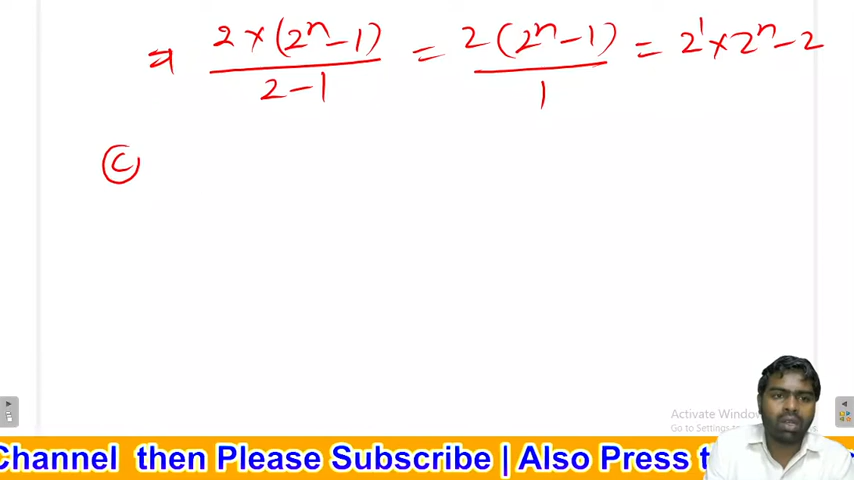 ⇒ 2×(2ⁿ-1)/2-1 = 2(2ⁿ-1)/1 = 2¹×2ⁿ-2
Ⓒ
Activate Window
Go to Settings
Channel then Please Subscribe | Also Press t